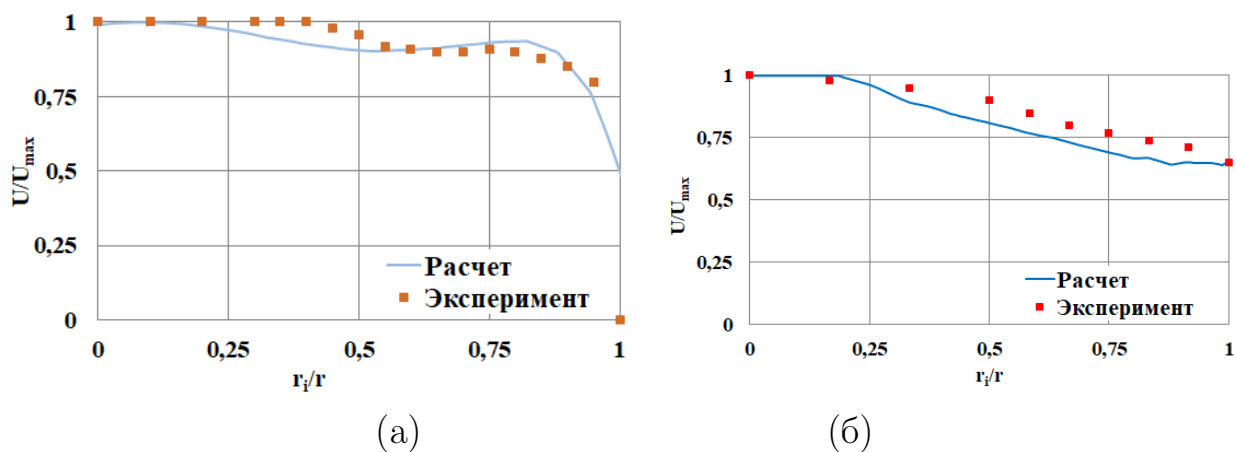 1
0,75
0,5
0,25
0
U/Umax
Расчет
Эксперимент
0
0,25
0,5
0,75
1
ri/r
(а)
1
0,75
0,5
0,25
0
U/Umax
Расчет
Эксперимент
0
0,25
0,5
0,75
1
ri/r
(б)